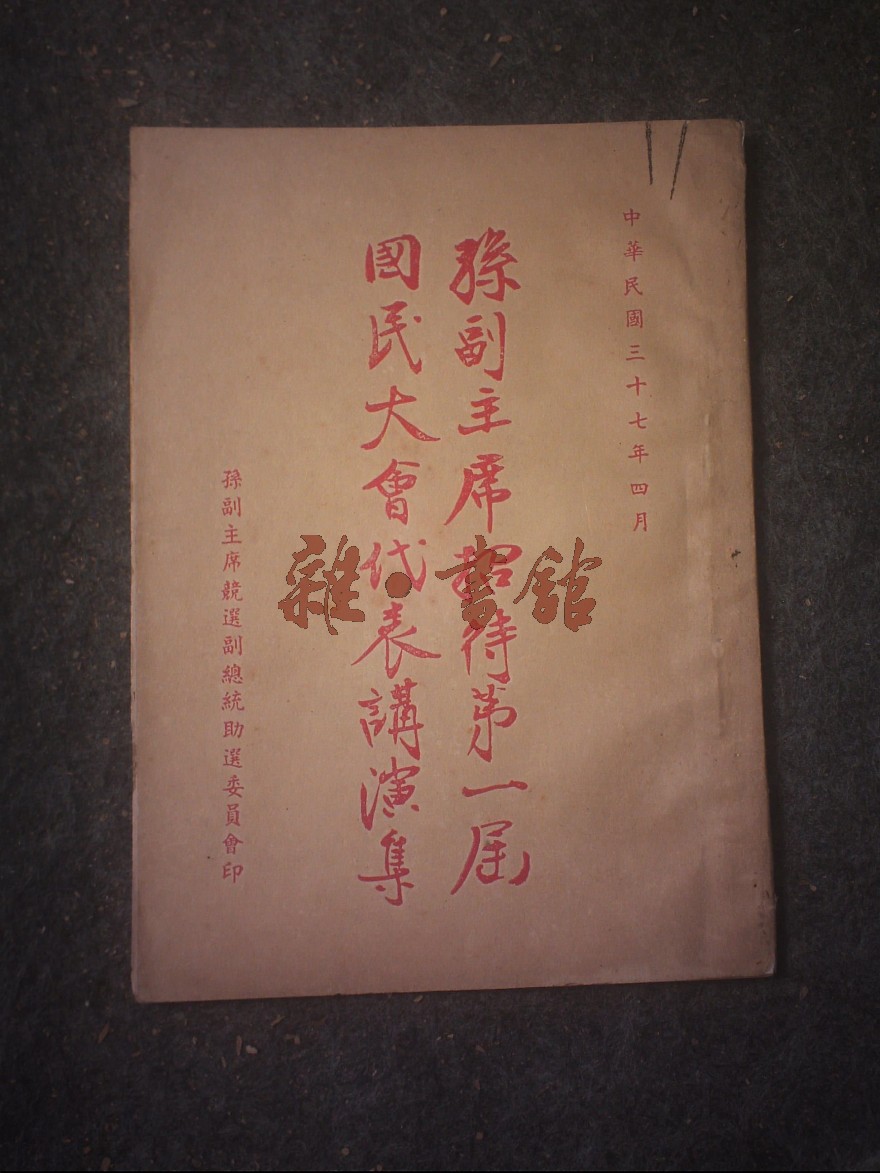 中華民國三十七年四月
孫副主席招待第一屆
國民大會代表講演集
孫副主席競選副總統助選委員會印
雜·書館